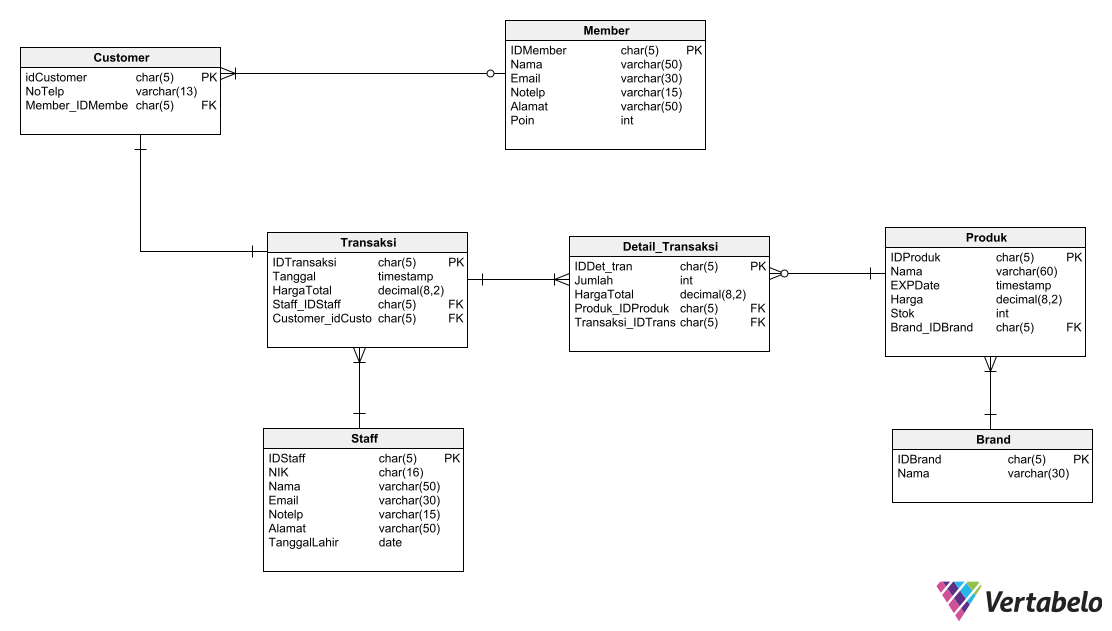 Customer
idCustomer char(5) PK
NoTelp varchar(13)
Member_IDMembe char(5) FK
Member
IDMember char(5) PK
Nama varchar(50)
Email varchar(30)
Notelp varchar(15)
Alamat varchar(50)
Poin int
Transaksi
IDTransaksi char(5) PK
Tanggal timestamp
HargaTotal decimal(8,2)
Staff_IDStaff char(5) FK
Customer_idCusto char(5) FK
Detail_Transaksi
IDDet_tran char(5) PK
Jumlah int
HargaTotal decimal(8,2)
Produk_IDProduk char(5) FK
Transaksi_IDTrans char(5) FK
Produk
IDProduk char(5) PK
Nama varchar(60)
EXPDate timestamp
Harga decimal(8,2)
Stok int
Brand_IDBrand char(5) FK
Staff
IDStaff char(5) PK
NIK char(16)
Nama varchar(50)
Email varchar(30)
Notelp varchar(15)
Alamat varchar(50)
TanggalLahir date
Brand
IDBrand char(5) PK
Nama varchar(30)
Vertabelo